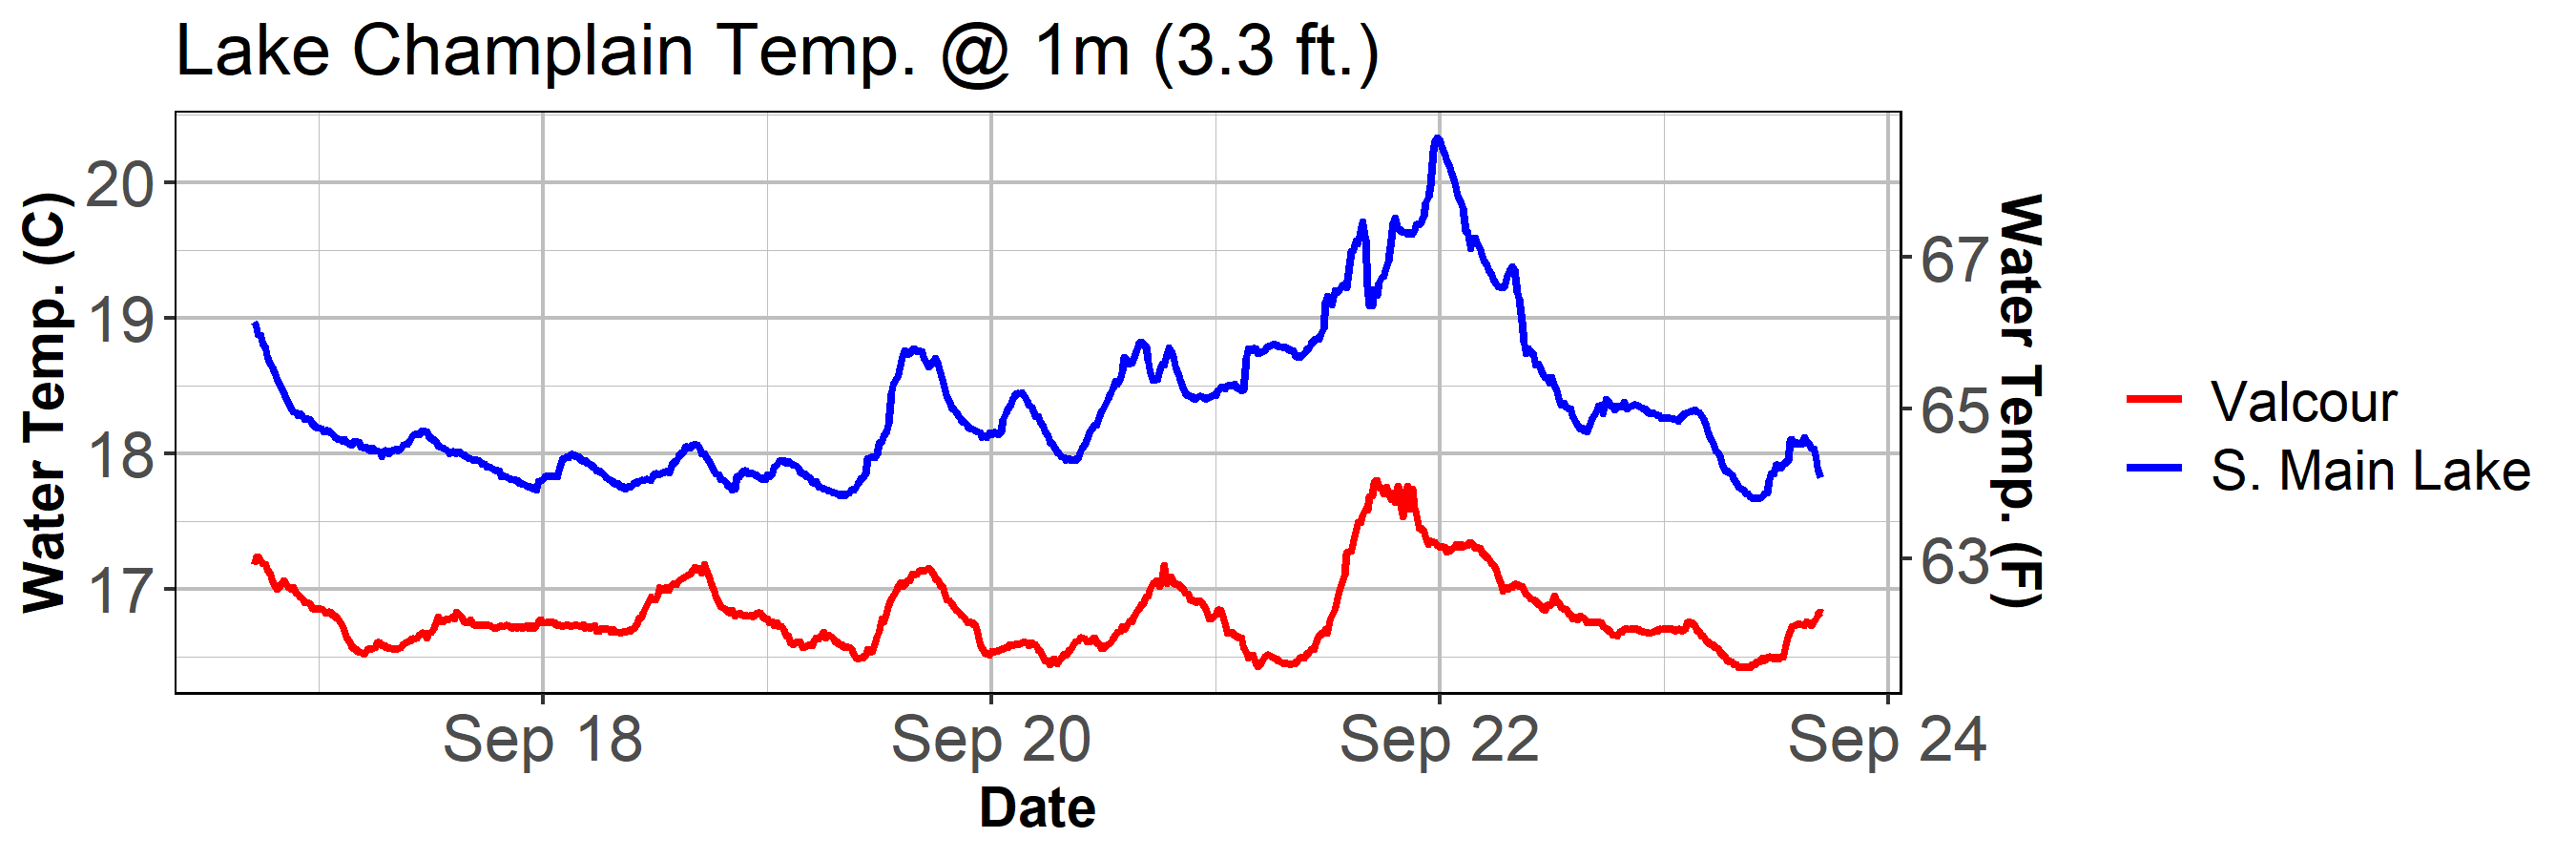 Lake Champlain Temp. @ 1m (3.3 ft.)
Water Temp. (C)
20
19
18
17
67
65
63
Water Temp. (F)
Sep 18
Sep 20
Sep 22
Sep 24
Date
Valcour
S. Main Lake